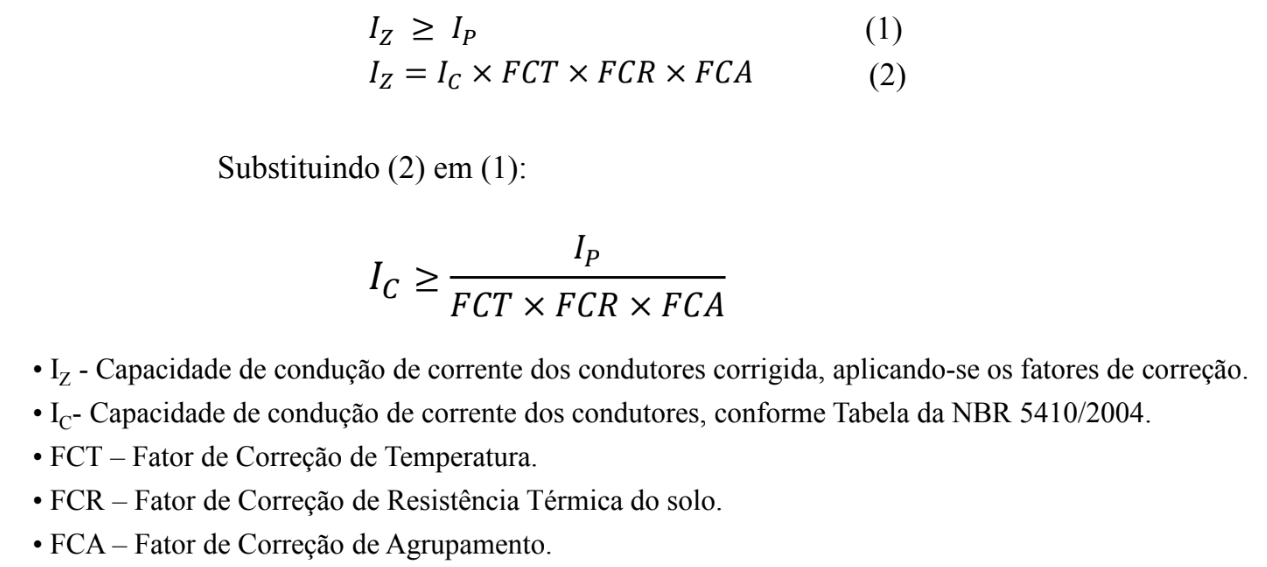 I_Z ≥ I_P (1)
I_Z = I_C × FCT × FCR × FCA (2)
Substituindo (2) em (1):
I_C ≥ I_P / (FCT × FCR × FCA)
• I_Z - Capacidade de condução de corrente dos condutores corrigida, aplicando-se os fatores de correção.
• I_C- Capacidade de condução de corrente dos condutores, conforme Tabela da NBR 5410/2004.
• FCT – Fator de Correção de Temperatura.
• FCR – Fator de Correção de Resistência Térmica do solo.
• FCA – Fator de Correção de Agrupamento.